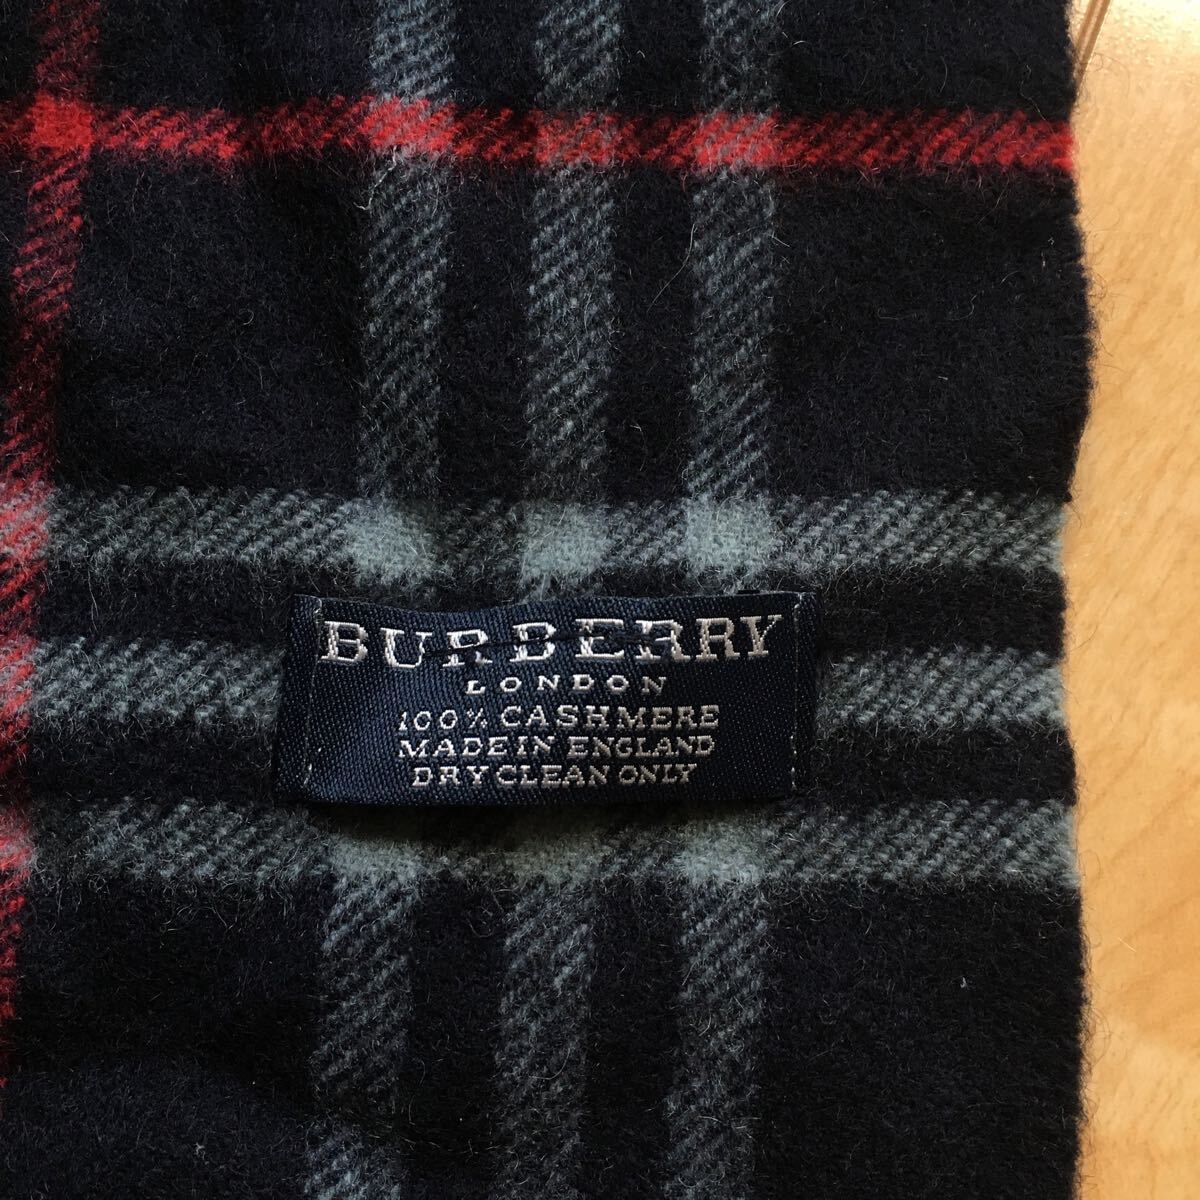 BURBERRY
LONDON
100% CASHMERE
MADE IN ENGLAND
DRY CLEAN ONLY